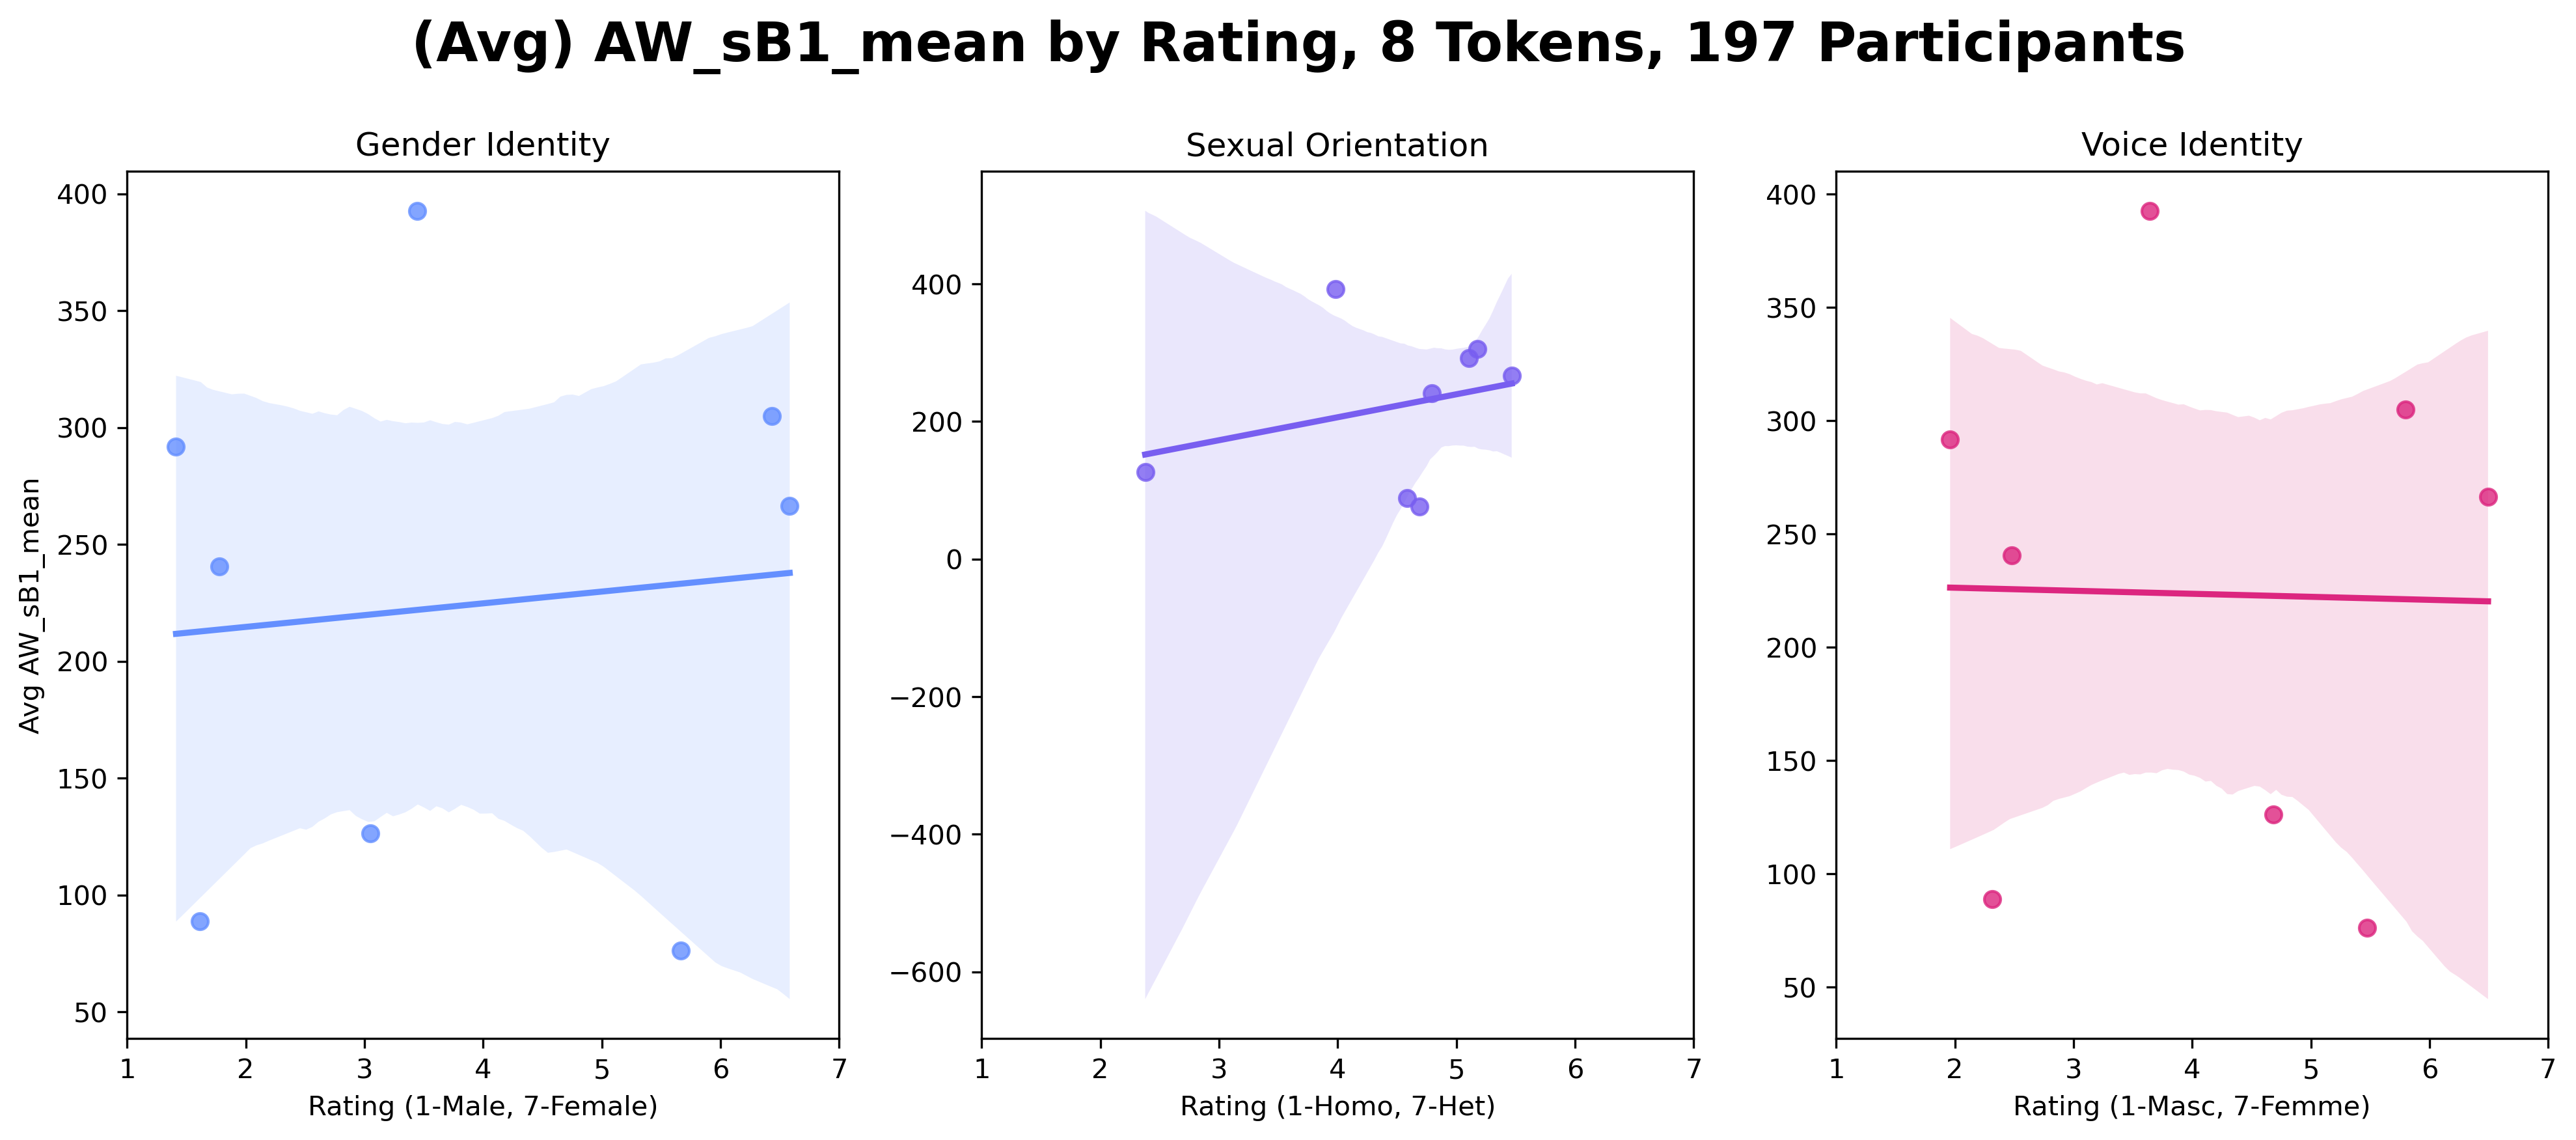 (Avg) AW_sB1_mean by Rating, 8 Tokens, 197 Participants
Gender Identity
400
350
300
250
200
150
100
50
Avg AW_sB1_mean
1 2 3 4 5 6 7
Rating (1-Male, 7-Female)
Sexual Orientation
400
200
0
−200
−400
−600
1 2 3 4 5 6 7
Rating (1-Homo, 7-Het)
Voice Identity
400
350
300
250
200
150
100
50
1 2 3 4 5 6 7
Rating (1-Masc, 7-Femme)